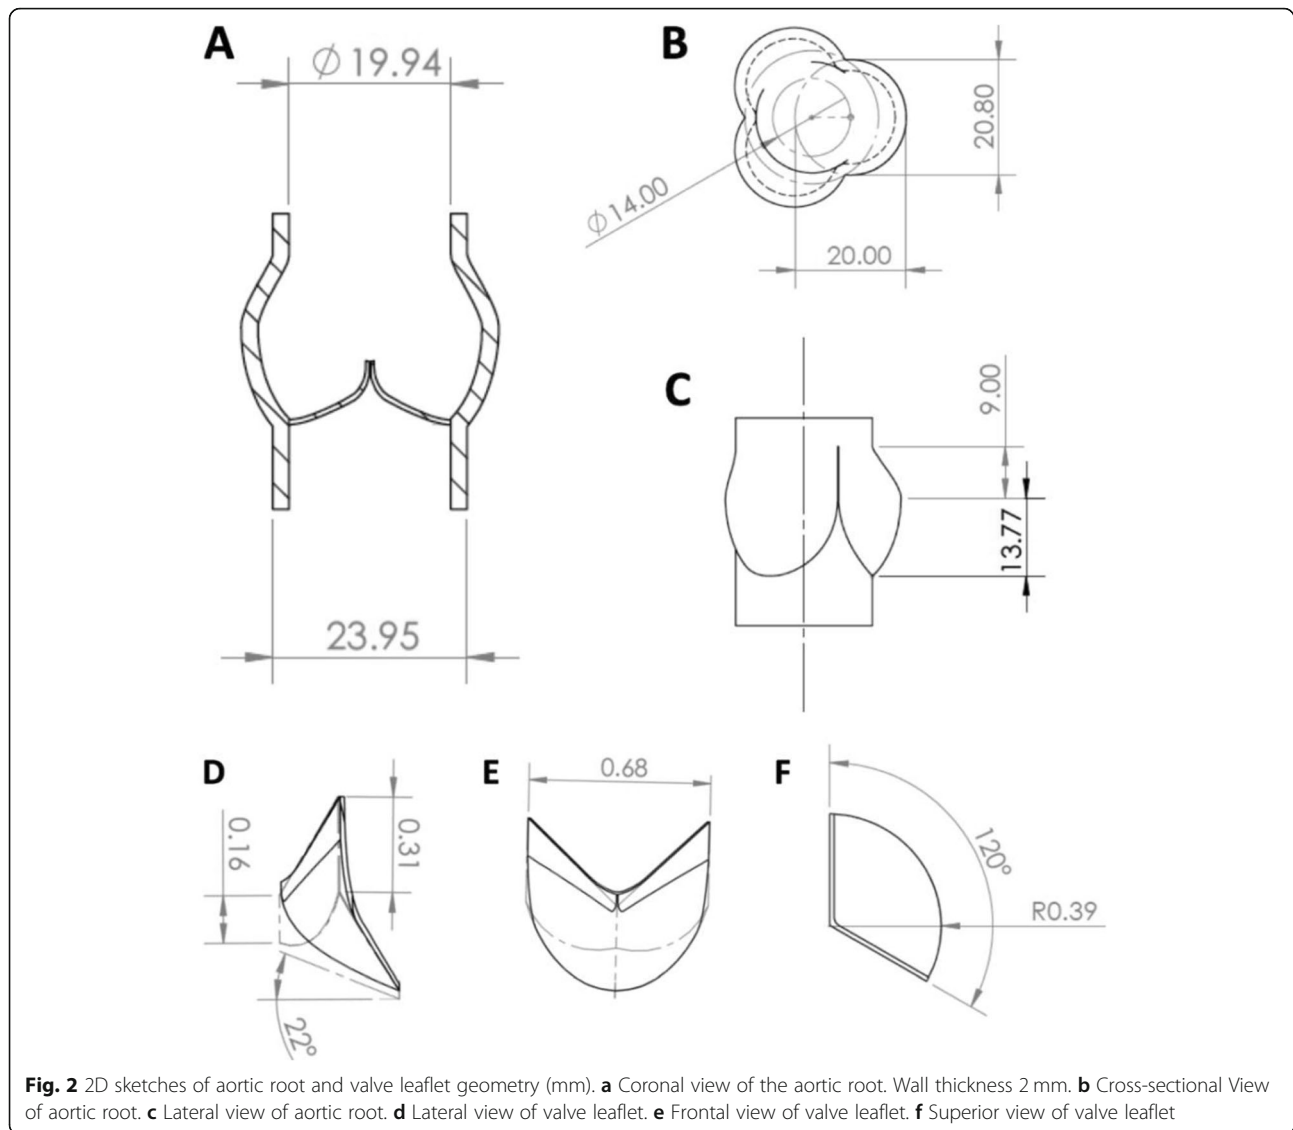 A
Ø 19.94
23.95
B
20.80
Ø14.00
20.00
C
9.00
13.77
D
0.16
0.31
22°
E
0.68
F
120°
R0.39
Fig. 2 2D sketches of aortic root and valve leaflet geometry (mm). a Coronal view of the aortic root. Wall thickness 2 mm. b Cross-sectional View
of aortic root. c Lateral view of aortic root. d Lateral view of valve leaflet. e Frontal view of valve leaflet. f Superior view of valve leaflet